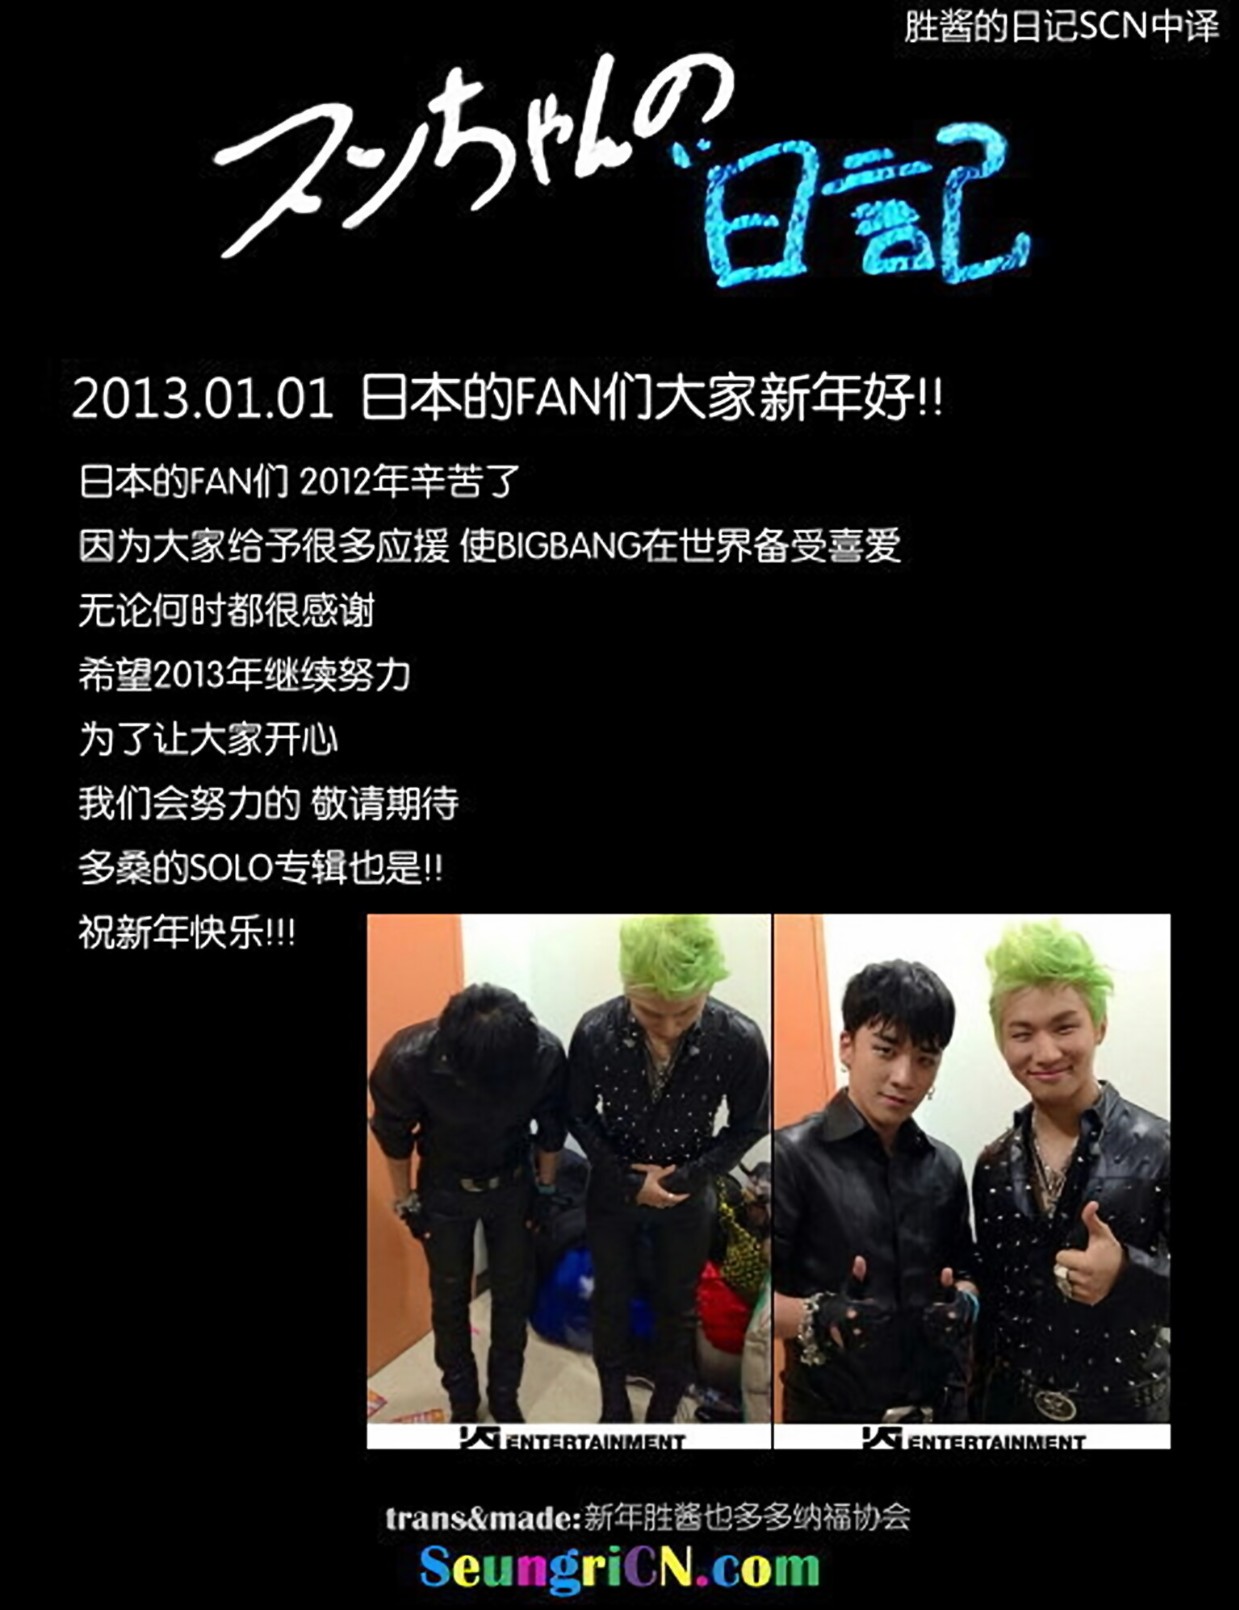 胜酱的日记SCN中译
スンちゃんの
日記
2013.01.01 日本的FAN们大家新年好!!
日本的FAN们 2012年辛苦了
因为大家给予很多应援 使BIGBANG在世界备受喜爱
无论何时都很感谢
希望2013年继续努力
为了让大家开心
我们会努力的 敬请期待
多桑的SOLO专辑也是!!
祝新年快乐!!!
YG ENTERTAINMENT
YG ENTERTAINMENT
trans&made:新年胜酱也多多纳福协会
SeungriCN.com